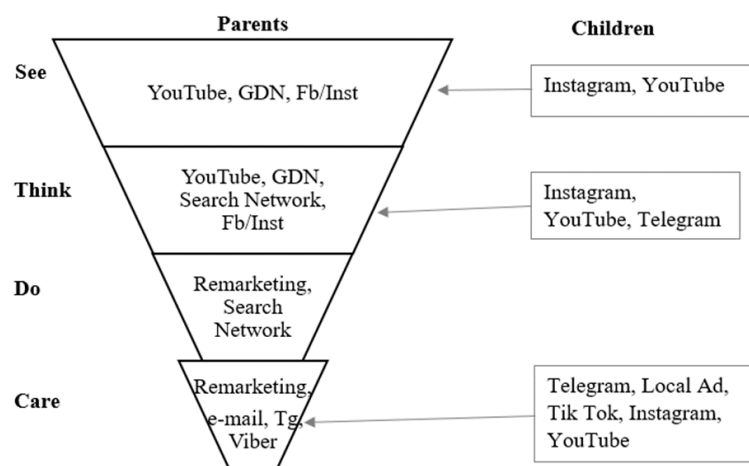 Parents
Children
See
YouTube, GDN, Fb/Inst
Instagram, YouTube
Think
YouTube, GDN,
Search Network,
Fb/Inst
Instagram,
YouTube, Telegram
Do
Remarketing,
Search
Network
Care
Remarketing,
e-mail, Tg,
Viber
Telegram, Local Ad,
Tik Tok, Instagram,
YouTube